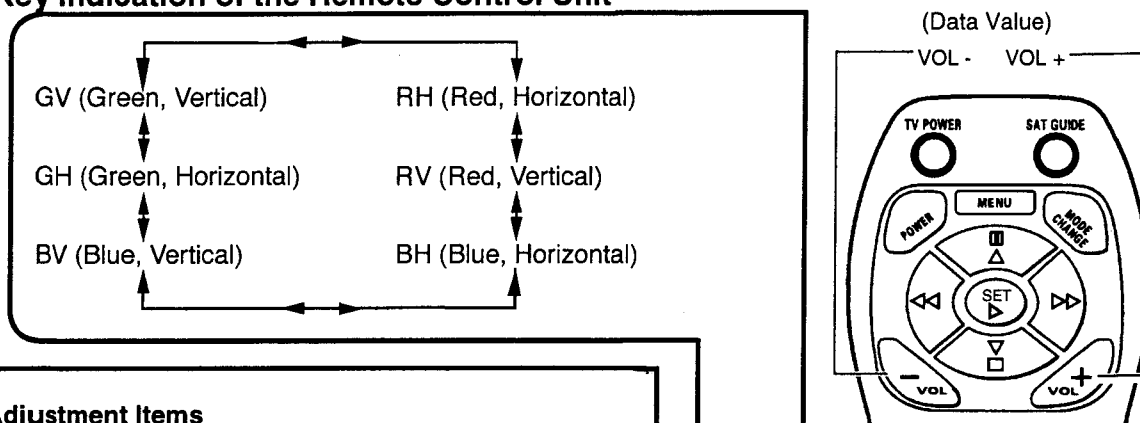 Key Indication of the Remote Control Unit
(Data Value)
VOL - VOL +
GV (Green, Vertical) RH (Red, Horizontal)
GH (Green, Horizontal) RV (Red, Vertical)
BV (Blue, Vertical) BH (Blue, Horizontal)
TV POWER SAT GUIDE
POWER MENU MODE CHANGE
SET
- VOL VOL +
Adjustment Items